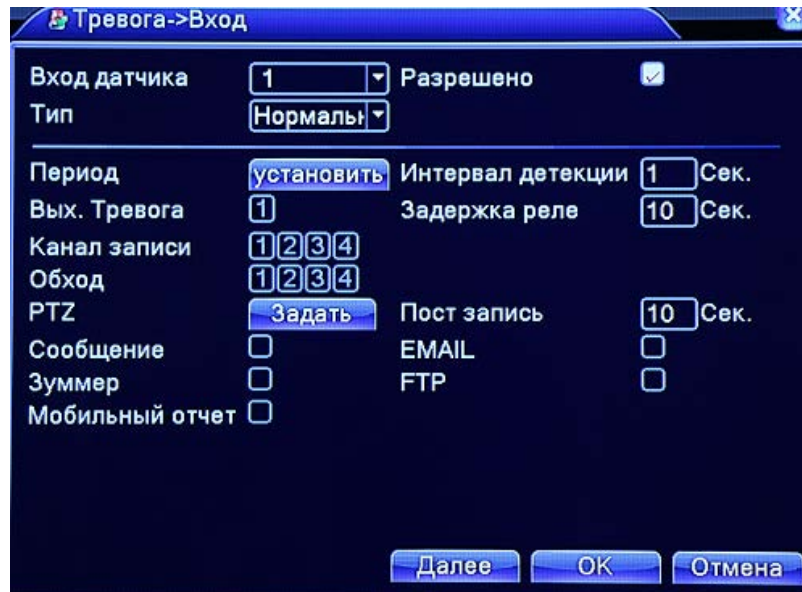 Тревога->Вход
Вход датчика 1 Разрешено
Тип Нормальн
Период установить Интервал детекции 1 Сек.
Вых. Тревога 1 Задержка реле 10 Сек.
Канал записи 1 2 3 4
Обход 1 2 3 4
PTZ Задать Пост запись 10 Сек.
Сообщение EMAIL
Зуммер FTP
Мобильный отчет
Далее OK Отмена